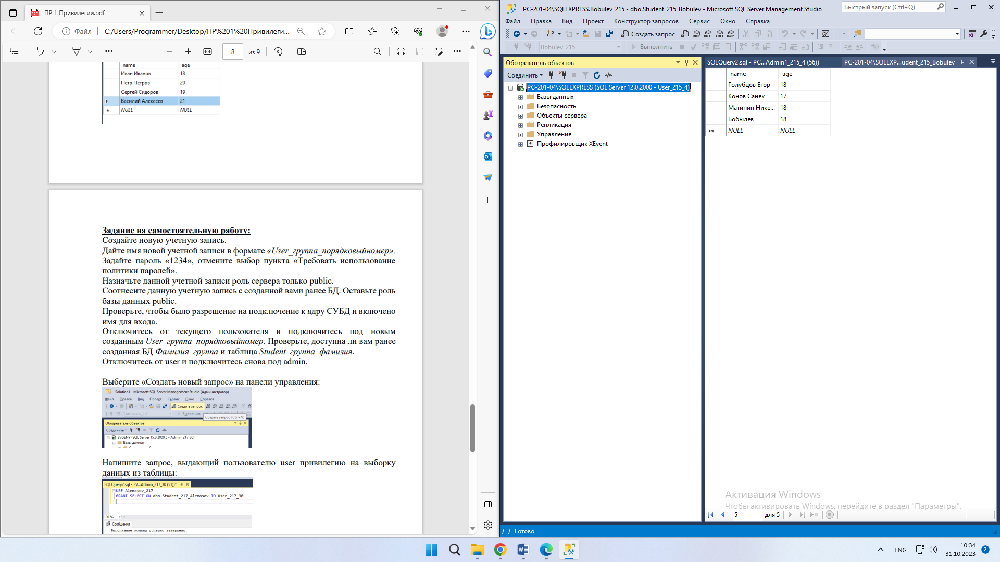 ПР 1 Привилегии.pdf
Файл
C:/Users/Programmer/Desktop/ПР%201%20Привилеги...
8 из 9
name age
Иван Иванов 18
Петр Петров 20
Сергей Сидоров 19
Василий Алексеев 21
NULL NULL
Задание на самостоятельную работу:
Создайте новую учетную запись.
Дайте имя новой учетной записи в формате «User_группа_порядковыйномер».
Задайте пароль «1234», отмените выбор пункта «Требовать использование
политики паролей».
Назначьте данной учетной записи роль сервера только public.
Соотнесите данную учетную запись с созданной вами ранее БД. Оставьте роль
базы данных public.
Проверьте, чтобы было разрешение на подключение к ядру СУБД и включено
имя для входа.
Отключитесь от текущего пользователя и подключитесь под новым
созданным User_группа_порядковыйномер. Проверьте, доступна ли вам ранее
созданная БД Фамилия_группа и таблица Student_группа_фамилия.
Отключитесь от user и подключитесь снова под admin.
Выберите «Создать новый запрос» на панели управления:
Solution1 - Microsoft SQL Server Management Studio (Администратор)
Файл Правка Вид Проект Сервис Окно Справка
Создать запрос
Alemasov_217 Выполнить
Создать запрос (Ctrl+N)
Обозреватель объектов
Соединить
EVGENY (SQL Server 15.0.2000.5 - Admin_217_30)
Базы данных
Напишите запрос, выдающий пользователю user привилегию на выборку
данных из таблицы:
SQLQuery2.sql - EV...Admin_217_30 (51))*
USE Alemasov_217
GRANT SELECT ON dbo.Student_217_Alemasov TO User_217_30
100 %
Сообщения
Выполнение команд успешно завершено.
PC-201-04\SQLEXPRESS.Bobulev_215 - dbo.Student_215_Bobulev - Microsoft SQL Server Management Studio
Быстрый запуск (Ctrl+Q)
Файл Правка Вид Проект Конструктор запросов Сервис Окно Справка
Создать запрос MDX DMX XMLA DAX
Bobulev_215 Выполнить
Обозреватель объектов
Соединить
PC-201-04\SQLEXPRESS (SQL Server 12.0.2000 - User_215_4)
Базы данных
Безопасность
Объекты сервера
Репликация
Управление
Профилировщик XEvent
SQLQuery2.sql - PC...Admin1_215_4 (56)) PC-201-04\SQLEXP...udent_215_Bobulev
name age
Голубцов Егор 18
Конов Санек 17
Матинин Нике... 18
Бобылев 18
NULL NULL
Активация Windows
Чтобы активировать Windows, перейдите в раздел "Параметры".
5 для 5
Готово
ENG
10:34
31.10.2023
2